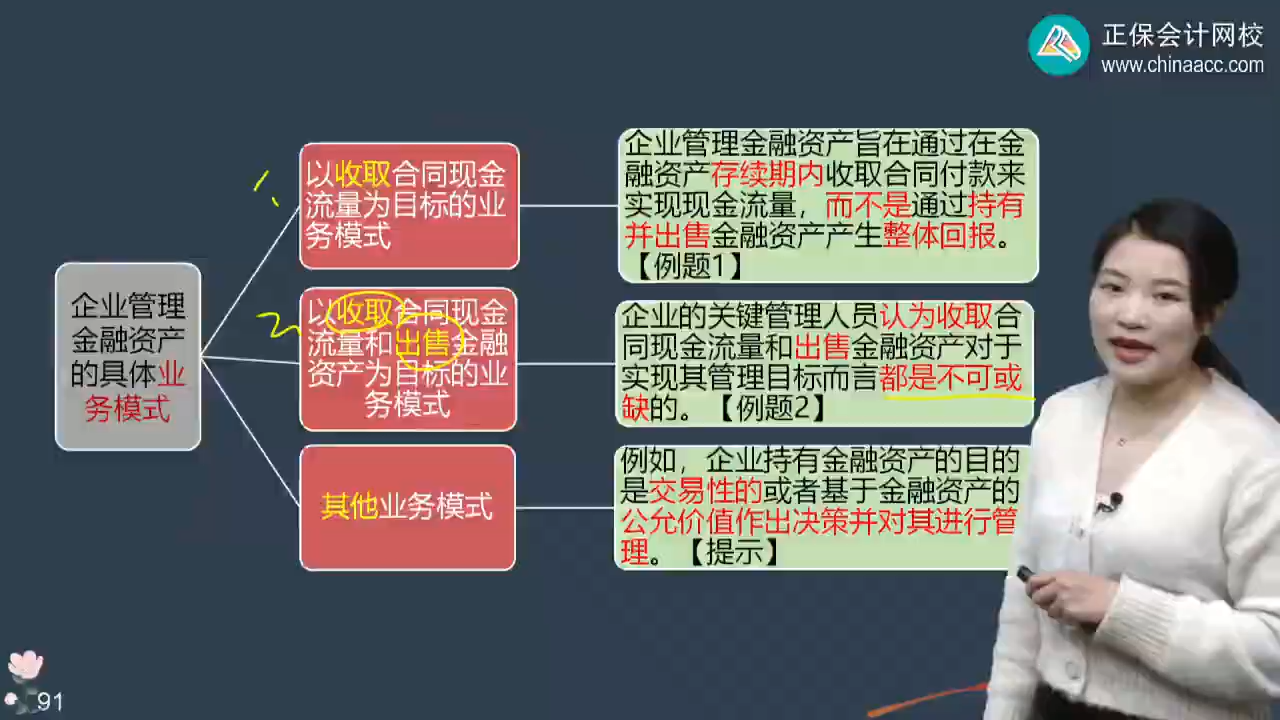 正保会计网校
www.chinaacc.com
企业管理
金融资产
的具体业
务模式
1、
以收取合同现金
流量为目标的业
务模式
企业管理金融资产旨在通过在金
融资产存续期内收取合同付款来
实现现金流量，而不是通过持有
并出售金融资产产生整体回报。
【例题1】
2、
以收取合同现金
流量和出售金融
资产为目标的业
务模式
企业的关键管理人员认为收取合
同现金流量和出售金融资产对于
实现其管理目标而言都是不可或
缺的。【例题2】
其他业务模式
例如，企业持有金融资产的目的
是交易性的或者基于金融资产的
公允价值作出决策并对其进行管
理。【提示】
91